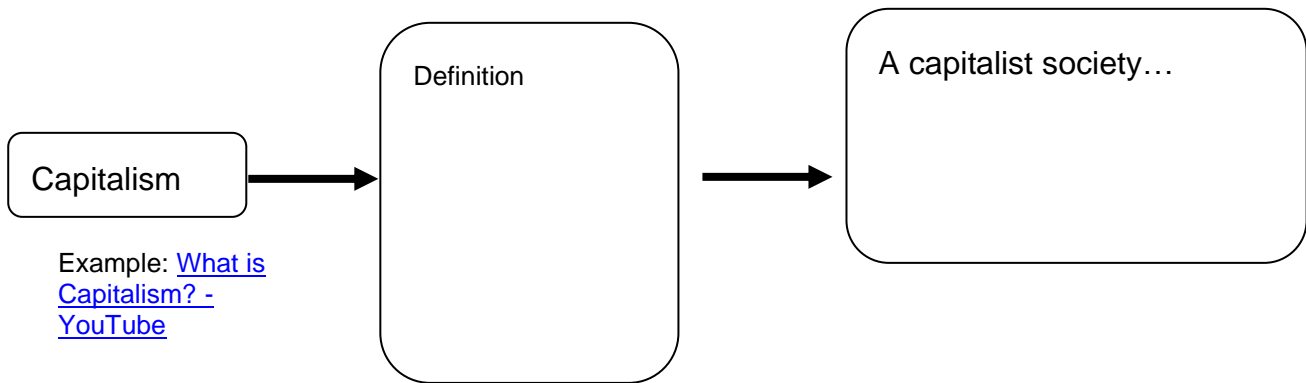 Capitalism
Example: What is
Capitalism? -
YouTube
Definition
A capitalist society…